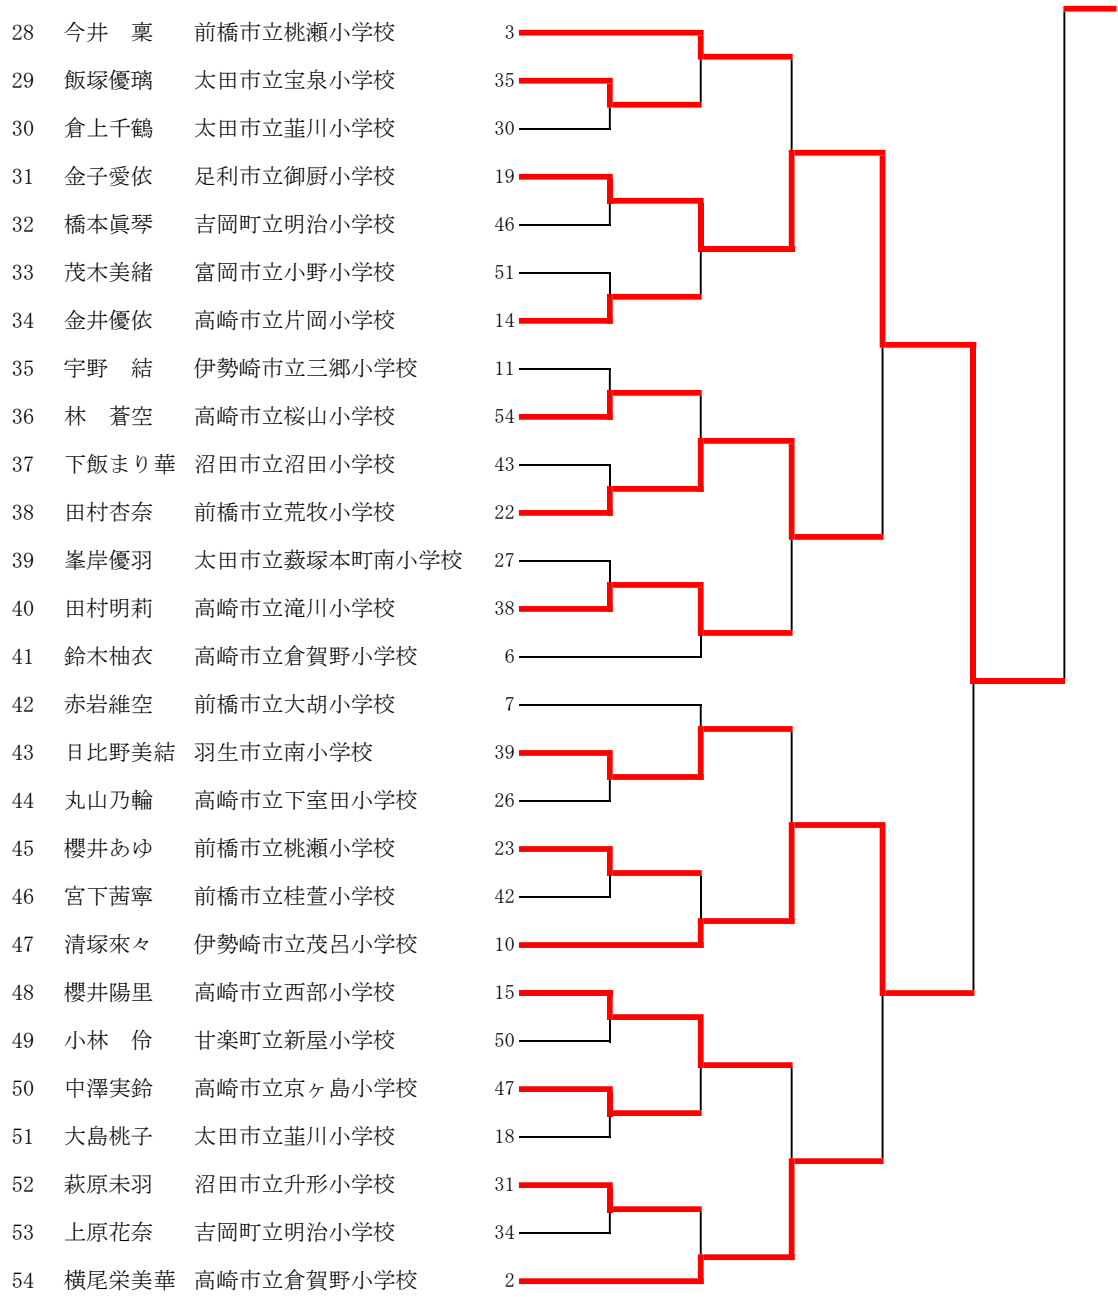 28 今井　稟 前橋市立桃瀬小学校 3
29 飯塚優璃 太田市立宝泉小学校 35
30 倉上千鶴 太田市立韮川小学校 30
31 金子愛依 足利市立御厨小学校 19
32 橋本眞琴 吉岡町立明治小学校 46
33 茂木美緒 富岡市立小野小学校 51
34 金井優依 高崎市立片岡小学校 14
35 宇野　結 伊勢崎市立三郷小学校 11
36 林　蒼空 高崎市立桜山小学校 54
37 下飯まり華 沼田市立沼田小学校 43
38 田村杏奈 前橋市立荒牧小学校 22
39 峯岸優羽 太田市立薮塚本町南小学校 27
40 田村明莉 高崎市立滝川小学校 38
41 鈴木柚衣 高崎市立倉賀野小学校 6
42 赤岩維空 前橋市立大胡小学校 7
43 日比野美結 羽生市立南小学校 39
44 丸山乃輪 高崎市立下室田小学校 26
45 櫻井あゆ 前橋市立桃瀬小学校 23
46 宮下茜寧 前橋市立桂萱小学校 42
47 清塚來々 伊勢崎市立茂呂小学校 10
48 櫻井陽里 高崎市立西部小学校 15
49 小林　伶 甘楽町立新屋小学校 50
50 中澤実鈴 高崎市立京ヶ島小学校 47
51 大島桃子 太田市立韮川小学校 18
52 萩原未羽 沼田市立升形小学校 31
53 上原花奈 吉岡町立明治小学校 34
54 横尾栄美華 高崎市立倉賀野小学校 2